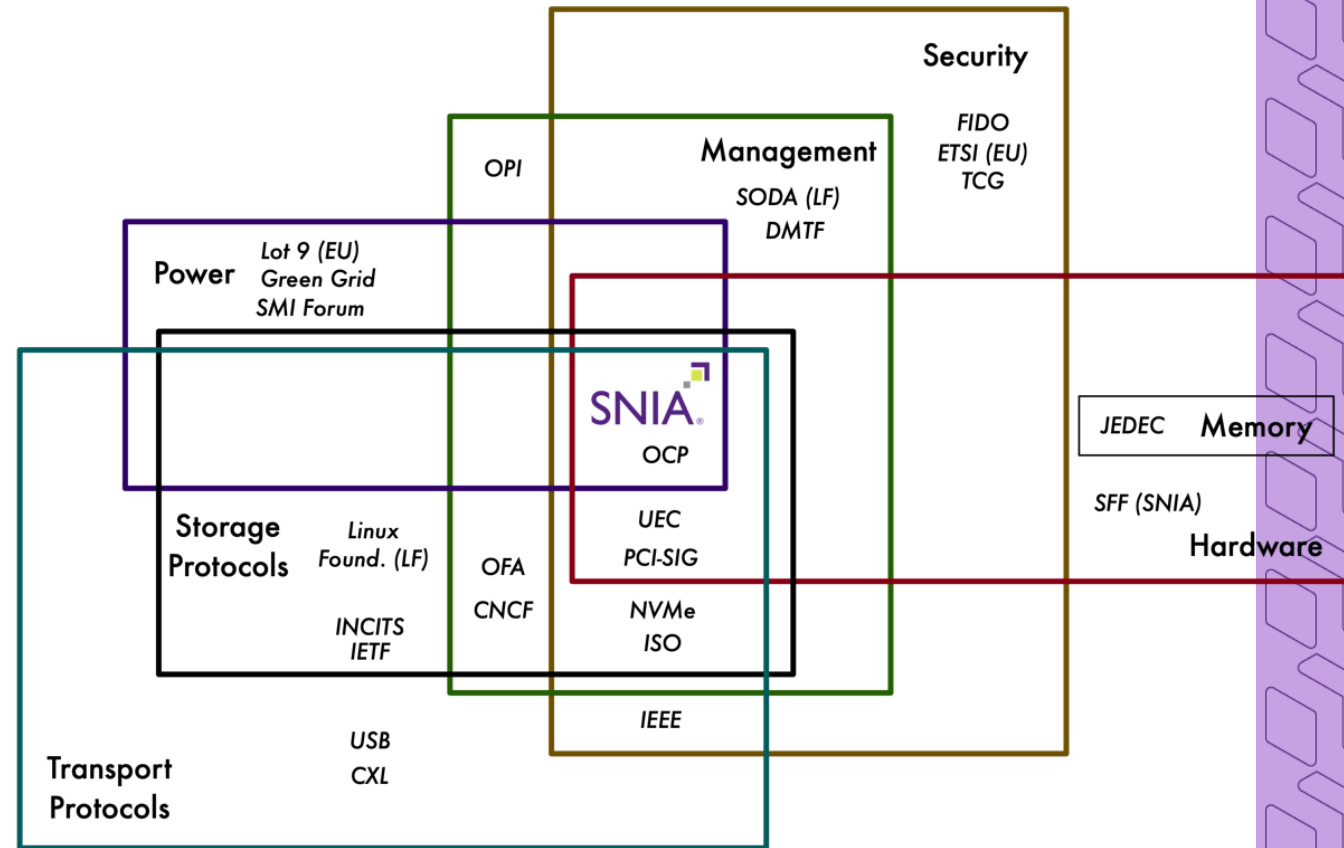 Security
FIDO
ETSI (EU)
TCG
Management
SODA (LF)
DMTF
OPI
Power
Lot 9 (EU)
Green Grid
SMI Forum
SNIA®
OCP
JEDEC Memory
SFF (SNIA)
Hardware
Storage
Protocols
Linux
Found. (LF)
INCITS
IETF
OFA
CNCF
UEC
PCI-SIG
NVMe
ISO
IEEE
USB
CXL
Transport
Protocols